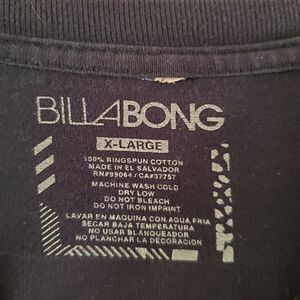 BILLABONG
X-LARGE
100% RINGSPUN COTTON
MADE IN EL SALVADOR
RN#99064 / CA#37757
MACHINE WASH COLD
DRY LOW
DO NOT BLEACH
DO NOT IRON IMPRINT
LAVAR EN MAQUINA CON AGUA FRIA
SECAR BAJA TEMPERATURA
NO USAR BLANQUEADOR
NO PLANCHAR LA DECORACION